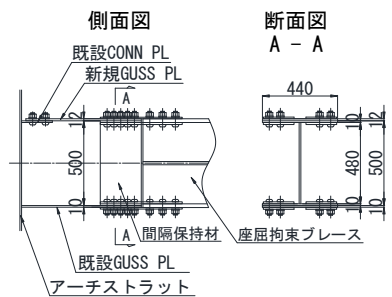 側面図
断面図
A - A
既設CONN PL
新規GUSS PL
A
440
12
500
10
10
480
10
500
A
間隔保持材
座屈拘束ブレース
既設GUSS PL
アーチストラット